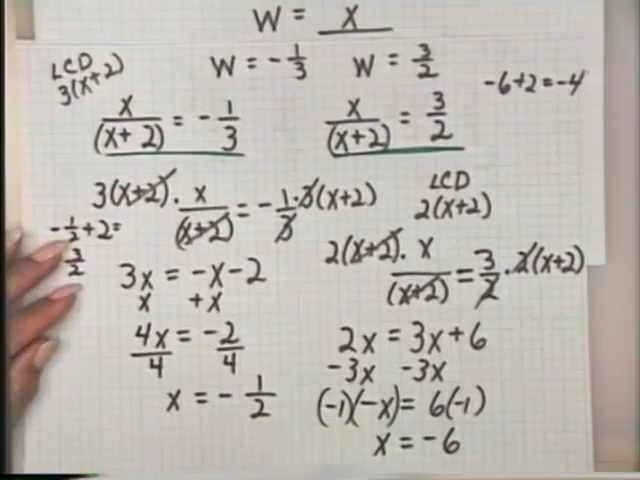 W = x
W = -1/3 W = 3/2
LCD
3(x+2)
-6+2=-4
x/(x+2) = -1/3
x/(x+2) = 3/2
3(x+2) · x/(x+2) = -1/3 · 3(x+2)
-1/2+2=
3/2
3x = -x-2
x +x
4x/4 = -2/4
x = -1/2
LCD
2(x+2)
2(x+2) · x/(x+2) = 3/2 · 2(x+2)
2x = 3x+6
-3x -3x
(-1)(-x) = 6(-1)
x = -6